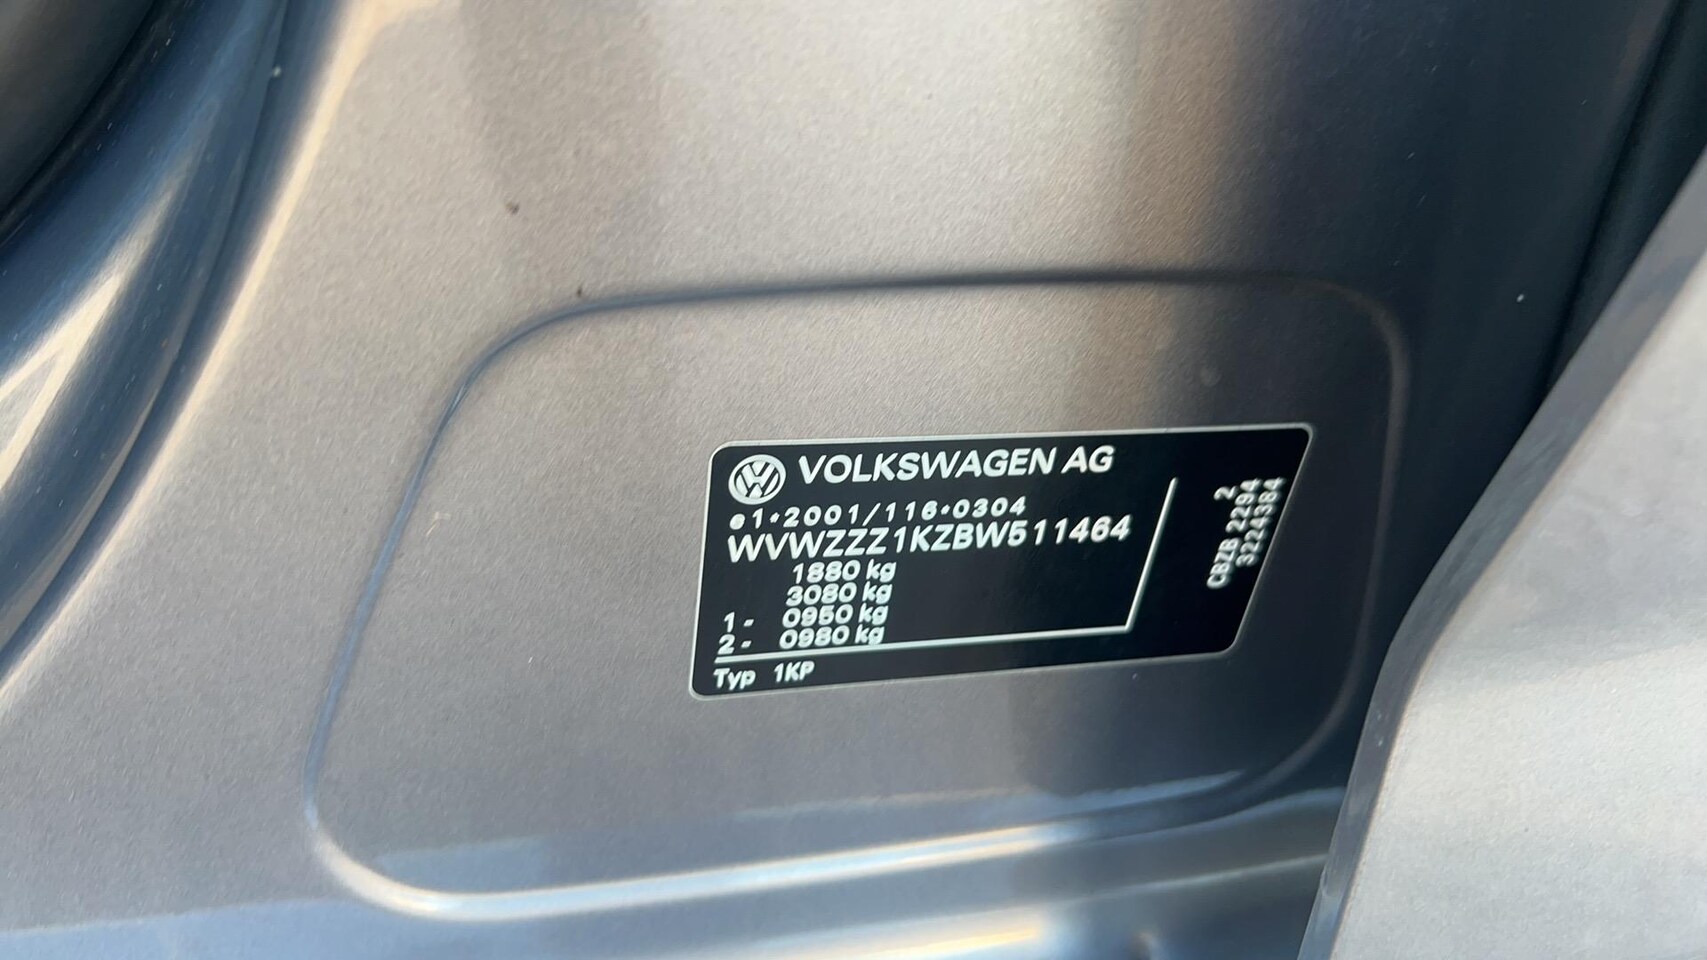 VOLKSWAGEN AG
e1*2001/116*0304
WVWZZZ1KZBW511464
1880 kg
3080 kg
1- 0950 kg
2- 0980 kg
Typ 1KP
2
CBZB 2294
3224384